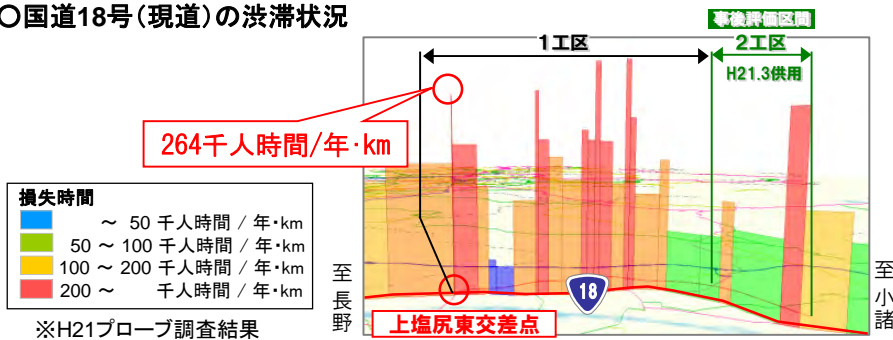 〇国道18号(現道)の渋滞状況
事後評価区間
1工区
2工区
H21.3供用
264千人時間/年・km
損失時間
～ 50 千人時間 / 年・km
50 ～ 100 千人時間 / 年・km
100 ～ 200 千人時間 / 年・km
200 ～ 千人時間 / 年・km
至長野
18
至小諸
上塩尻東交差点
※H21プローブ調査結果